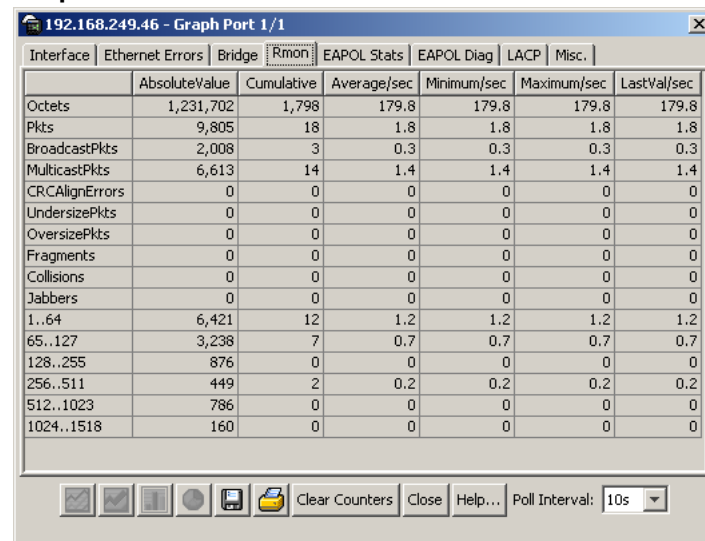 192.168.249.46 - Graph Port 1/1
Interface Ethernet Errors Bridge Rmon EAPOL Stats EAPOL Diag LACP Misc.
AbsoluteValue Cumulative Average/sec Minimum/sec Maximum/sec LastVal/sec
Octets 1,231,702 1,798 179.8 179.8 179.8 179.8
Pkts 9,805 18 1.8 1.8 1.8 1.8
BroadcastPkts 2,008 3 0.3 0.3 0.3 0.3
MulticastPkts 6,613 14 1.4 1.4 1.4 1.4
CRCAlignErrors 0 0 0 0 0 0
UndersizePkts 0 0 0 0 0 0
OversizePkts 0 0 0 0 0 0
Fragments 0 0 0 0 0 0
Collisions 0 0 0 0 0 0
Jabbers 0 0 0 0 0 0
1..64 6,421 12 1.2 1.2 1.2 1.2
65..127 3,238 7 0.7 0.7 0.7 0.7
128..255 876 0 0 0 0 0
256..511 449 2 0.2 0.2 0.2 0.2
512..1023 786 0 0 0 0 0
1024..1518 160 0 0 0 0 0
Clear Counters Close Help... Poll Interval: 10s